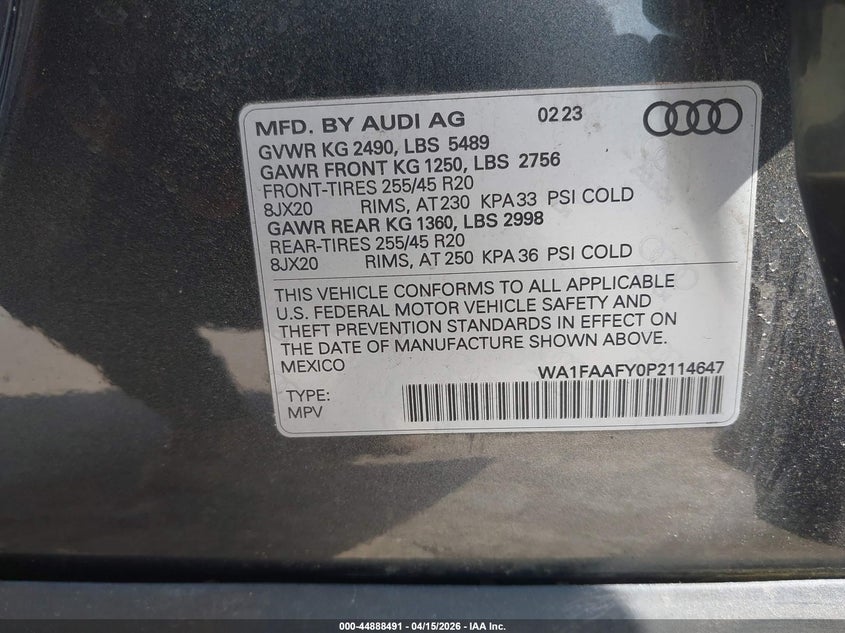 MFD. BY AUDI AG 02 23
GVWR KG 2490, LBS 5489
GAWR FRONT KG 1250, LBS 2756
FRONT-TIRES 255/45 R20
8JX20 RIMS, AT 230 KPA 33 PSI COLD
GAWR REAR KG 1360, LBS 2998
REAR-TIRES 255/45 R20
8JX20 RIMS, AT 250 KPA 36 PSI COLD
THIS VEHICLE CONFORMS TO ALL APPLICABLE
U.S. FEDERAL MOTOR VEHICLE SAFETY AND
THEFT PREVENTION STANDARDS IN EFFECT ON
THE DATE OF MANUFACTURE SHOWN ABOVE.
MEXICO WA1FAAFY0P2114647
TYPE:
MPV
000-44888491 - 04/15/2026 - IAA Inc.